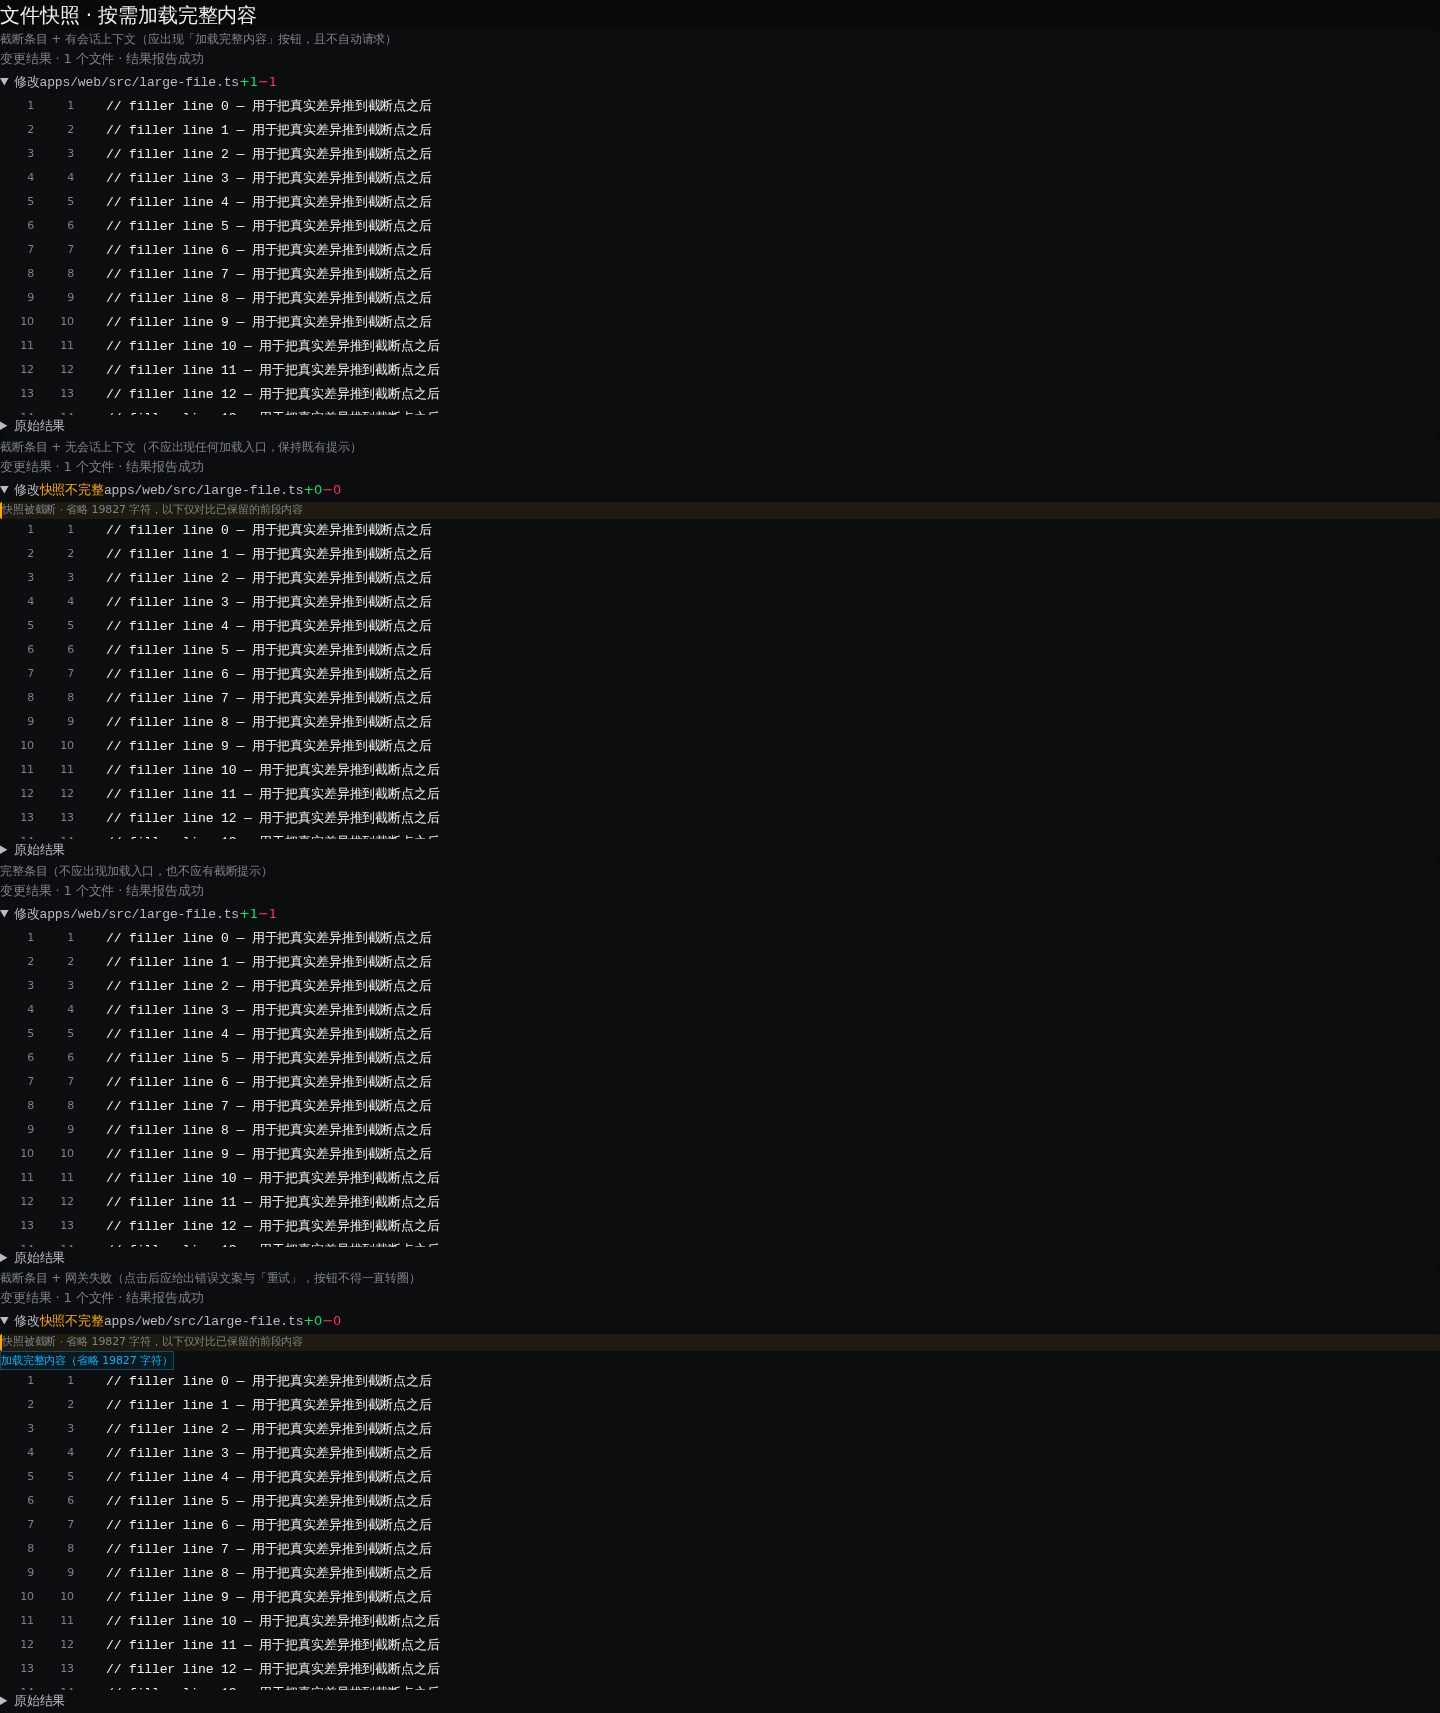 文件快照 · 按需加载完整内容
截断条目 + 有会话上下文（应出现「加载完整内容」按钮，且不自动请求）
变更结果 · 1 个文件 · 结果报告成功
▼ 修改apps/web/src/large-file.ts+1−1
1 1 // filler line 0 — 用于把真实差异推到截断点之后
2 2 // filler line 1 — 用于把真实差异推到截断点之后
3 3 // filler line 2 — 用于把真实差异推到截断点之后
4 4 // filler line 3 — 用于把真实差异推到截断点之后
5 5 // filler line 4 — 用于把真实差异推到截断点之后
6 6 // filler line 5 — 用于把真实差异推到截断点之后
7 7 // filler line 6 — 用于把真实差异推到截断点之后
8 8 // filler line 7 — 用于把真实差异推到截断点之后
9 9 // filler line 8 — 用于把真实差异推到截断点之后
10 10 // filler line 9 — 用于把真实差异推到截断点之后
11 11 // filler line 10 — 用于把真实差异推到截断点之后
12 12 // filler line 11 — 用于把真实差异推到截断点之后
13 13 // filler line 12 — 用于把真实差异推到截断点之后
▶ 原始结果
截断条目 + 无会话上下文（不应出现任何加载入口，保持既有提示）
变更结果 · 1 个文件 · 结果报告成功
▼ 修改快照不完整apps/web/src/large-file.ts+0−0
快照被截断 · 省略 19827 字符，以下仅对比已保留的前段内容
1 1 // filler line 0 — 用于把真实差异推到截断点之后
2 2 // filler line 1 — 用于把真实差异推到截断点之后
3 3 // filler line 2 — 用于把真实差异推到截断点之后
4 4 // filler line 3 — 用于把真实差异推到截断点之后
5 5 // filler line 4 — 用于把真实差异推到截断点之后
6 6 // filler line 5 — 用于把真实差异推到截断点之后
7 7 // filler line 6 — 用于把真实差异推到截断点之后
8 8 // filler line 7 — 用于把真实差异推到截断点之后
9 9 // filler line 8 — 用于把真实差异推到截断点之后
10 10 // filler line 9 — 用于把真实差异推到截断点之后
11 11 // filler line 10 — 用于把真实差异推到截断点之后
12 12 // filler line 11 — 用于把真实差异推到截断点之后
13 13 // filler line 12 — 用于把真实差异推到截断点之后
▶ 原始结果
完整条目（不应出现加载入口，也不应有截断提示）
变更结果 · 1 个文件 · 结果报告成功
▼ 修改apps/web/src/large-file.ts+1−1
1 1 // filler line 0 — 用于把真实差异推到截断点之后
2 2 // filler line 1 — 用于把真实差异推到截断点之后
3 3 // filler line 2 — 用于把真实差异推到截断点之后
4 4 // filler line 3 — 用于把真实差异推到截断点之后
5 5 // filler line 4 — 用于把真实差异推到截断点之后
6 6 // filler line 5 — 用于把真实差异推到截断点之后
7 7 // filler line 6 — 用于把真实差异推到截断点之后
8 8 // filler line 7 — 用于把真实差异推到截断点之后
9 9 // filler line 8 — 用于把真实差异推到截断点之后
10 10 // filler line 9 — 用于把真实差异推到截断点之后
11 11 // filler line 10 — 用于把真实差异推到截断点之后
12 12 // filler line 11 — 用于把真实差异推到截断点之后
13 13 // filler line 12 — 用于把真实差异推到截断点之后
▶ 原始结果
截断条目 + 网关失败（点击后应给出错误文案与「重试」，按钮不得一直转圈）
变更结果 · 1 个文件 · 结果报告成功
▼ 修改快照不完整apps/web/src/large-file.ts+0−0
快照被截断 · 省略 19827 字符，以下仅对比已保留的前段内容
加载完整内容（省略 19827 字符）
1 1 // filler line 0 — 用于把真实差异推到截断点之后
2 2 // filler line 1 — 用于把真实差异推到截断点之后
3 3 // filler line 2 — 用于把真实差异推到截断点之后
4 4 // filler line 3 — 用于把真实差异推到截断点之后
5 5 // filler line 4 — 用于把真实差异推到截断点之后
6 6 // filler line 5 — 用于把真实差异推到截断点之后
7 7 // filler line 6 — 用于把真实差异推到截断点之后
8 8 // filler line 7 — 用于把真实差异推到截断点之后
9 9 // filler line 8 — 用于把真实差异推到截断点之后
10 10 // filler line 9 — 用于把真实差异推到截断点之后
11 11 // filler line 10 — 用于把真实差异推到截断点之后
12 12 // filler line 11 — 用于把真实差异推到截断点之后
13 13 // filler line 12 — 用于把真实差异推到截断点之后
▶ 原始结果